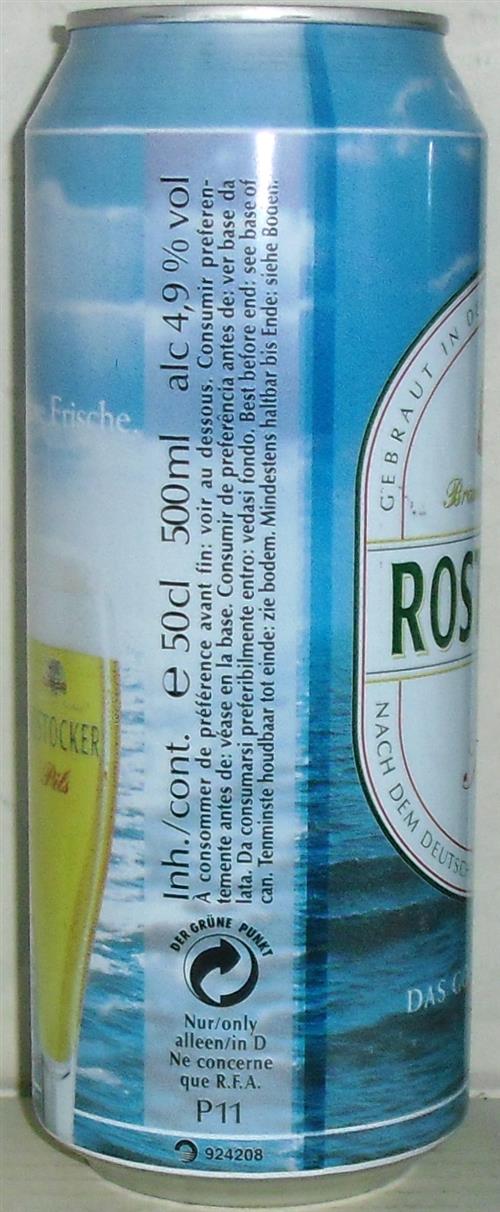 Frische.
STOCKER
Pils
Inh./cont. e 50cl 500ml alc 4,9 % vol
À consommer de préférence avant fin: voir au dessous. Consumir preferen-
temente antes de: véase en la base. Consumir de preferência antes de: ver base da
lata. Da consumarsi preferibilmente entro: vedasi fondo. Best before end: see base of
can. Tenminste houdbaar tot einde: zie bodem. Mindestens haltbar bis Ende: siehe Boden.
DER GRÜNE PUNKT
Nur/only
alleen/in D
Ne concerne
que R.F.A.
P11
924208
GEBRAUT IN DE
Brau
ROS
NACH DEM DEUTSCH
DAS